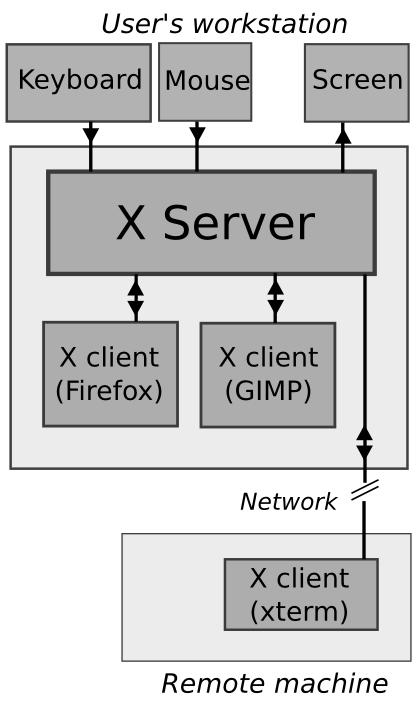 User's workstation
Keyboard
Mouse
Screen
X Server
X client
(Firefox)
X client
(GIMP)
Network
X client
(xterm)
Remote machine